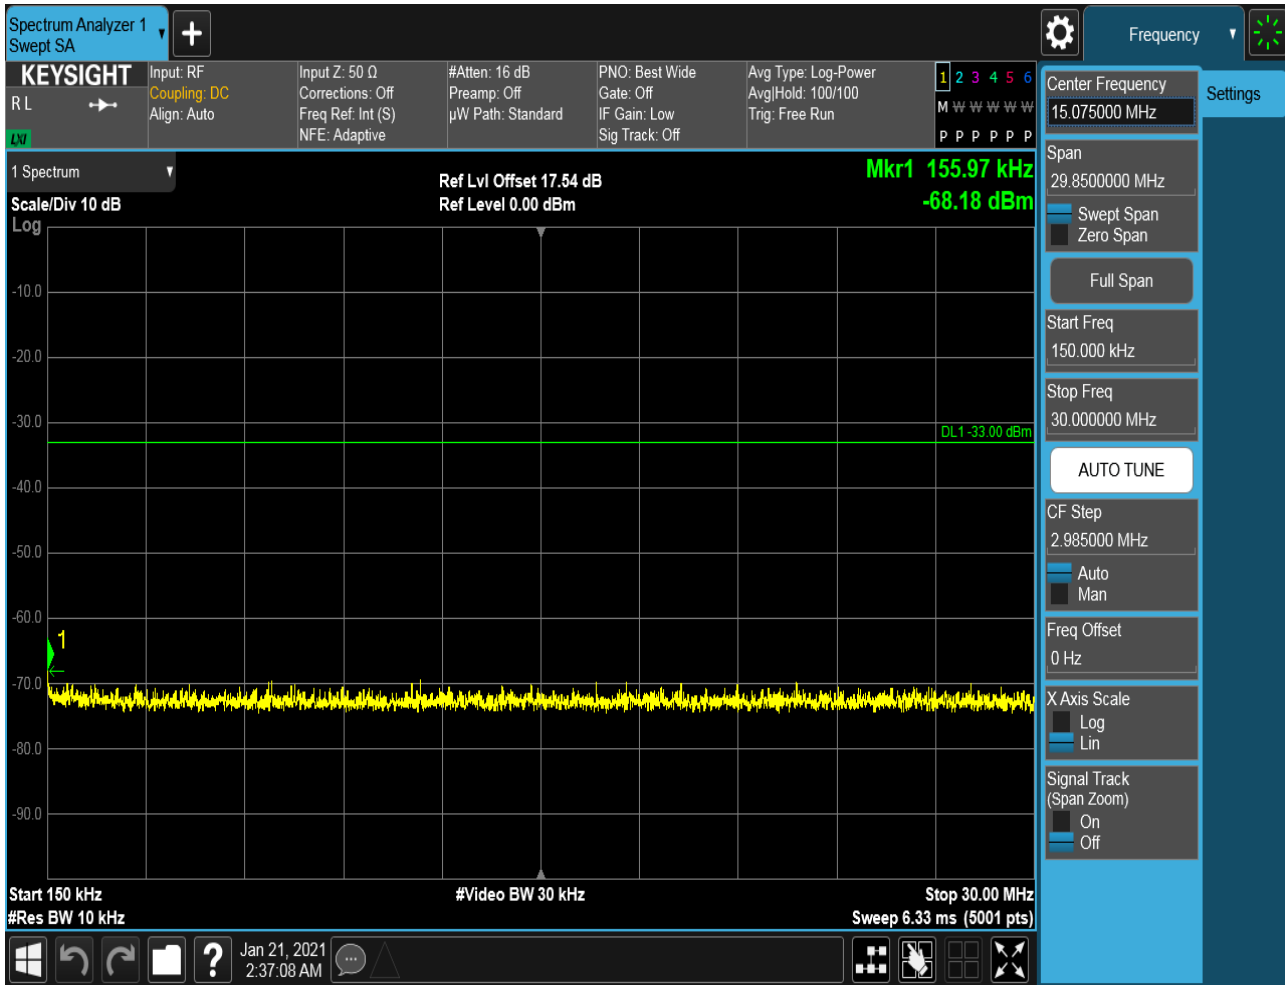 Spectrum Analyzer 1
Swept SA
Frequency
KEYSIGHT
R L
LXI
Input: RF
Coupling: DC
Align: Auto
Input Z: 50 Ω
Corrections: Off
Freq Ref: Int (S)
NFE: Adaptive
#Atten: 16 dB
Preamp: Off
µW Path: Standard
PNO: Best Wide
Gate: Off
IF Gain: Low
Sig Track: Off
Avg Type: Log-Power
Avg|Hold: 100/100
Trig: Free Run
1 2 3 4 5 6
M W W W W W
P P P P P P
1 Spectrum
Scale/Div 10 dB
Log
Ref Lvl Offset 17.54 dB
Ref Level 0.00 dBm
Mkr1 155.97 kHz
-68.18 dBm
-10.0
-20.0
-30.0
DL1 -33.00 dBm
-40.0
-50.0
-60.0
1
-70.0
-80.0
-90.0
Start 150 kHz
#Video BW 30 kHz
Stop 30.00 MHz
#Res BW 10 kHz
Sweep 6.33 ms (5001 pts)
Center Frequency
15.075000 MHz
Settings
Span
29.8500000 MHz
Swept Span
Zero Span
Full Span
Start Freq
150.000 kHz
Stop Freq
30.000000 MHz
AUTO TUNE
CF Step
2.985000 MHz
Auto
Man
Freq Offset
0 Hz
X Axis Scale
Log
Lin
Signal Track
(Span Zoom)
On
Off
?
Jan 21, 2021
2:37:08 AM